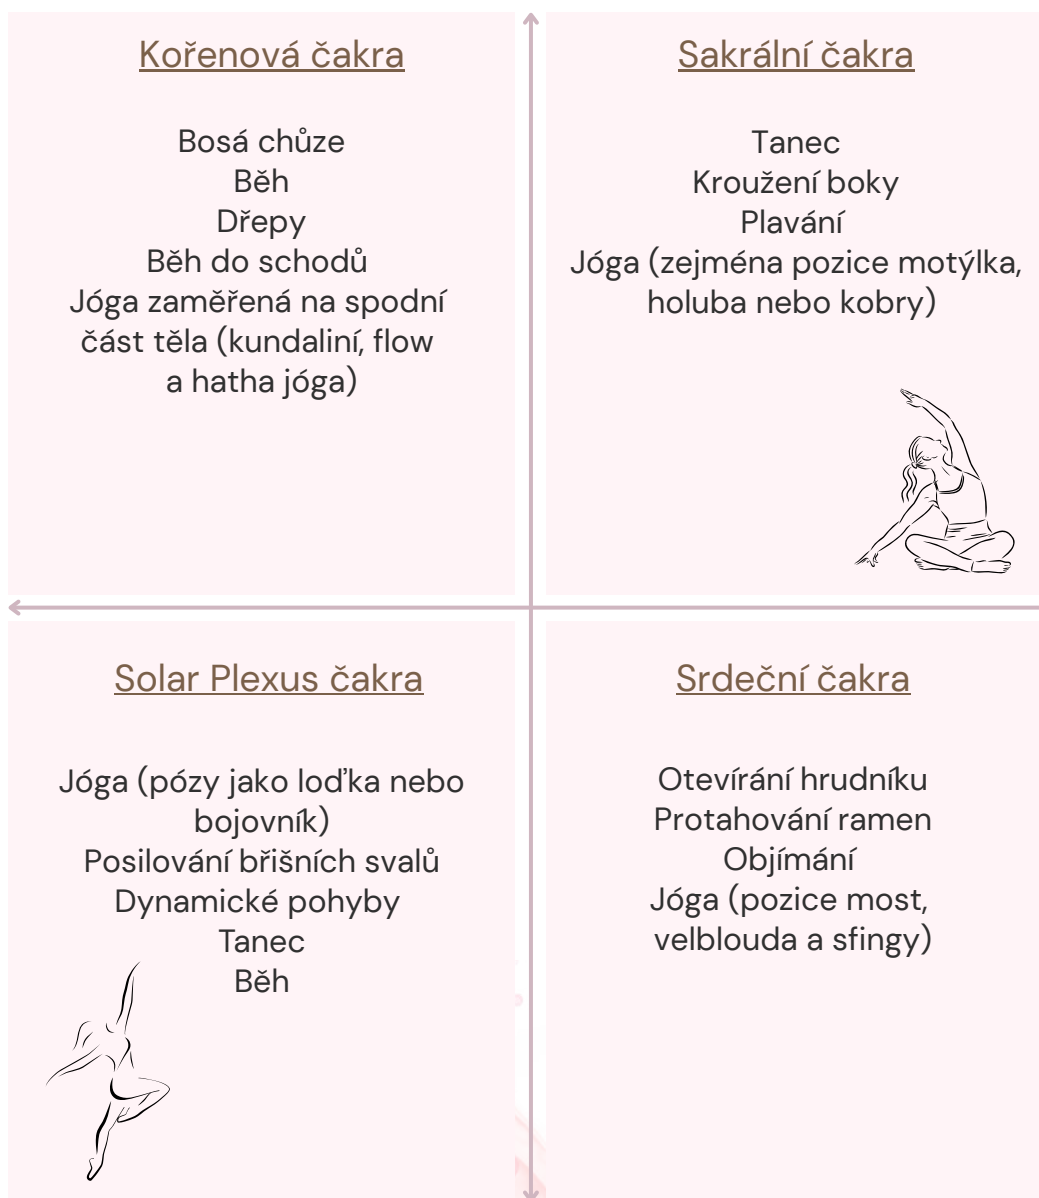 Kořenová čakra
Bosá chůze
Běh
Dřepy
Běh do schodů
Jóga zaměřená na spodní
část těla (kundaliní, flow
a hatha jóga)
Sakrální čakra
Tanec
Kroužení boky
Plavání
Jóga (zejména pozice motýlka,
holuba nebo kobry)
Solar Plexus čakra
Jóga (pózy jako loďka nebo
bojovník)
Posilování břišních svalů
Dynamické pohyby
Tanec
Běh
Srdeční čakra
Otevírání hrudníku
Protahování ramen
Objímání
Jóga (pozice most,
velblouda a sfingy)